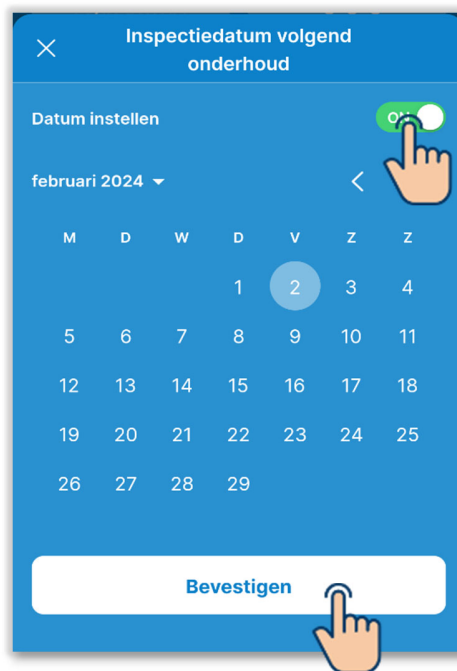 Inspectiedatum volgend
onderhoud
Datum instellen
ON
februari 2024
M D W D V Z Z
1 2 3 4
5 6 7 8 9 10 11
12 13 14 15 16 17 18
19 20 21 22 23 24 25
26 27 28 29
Bevestigen